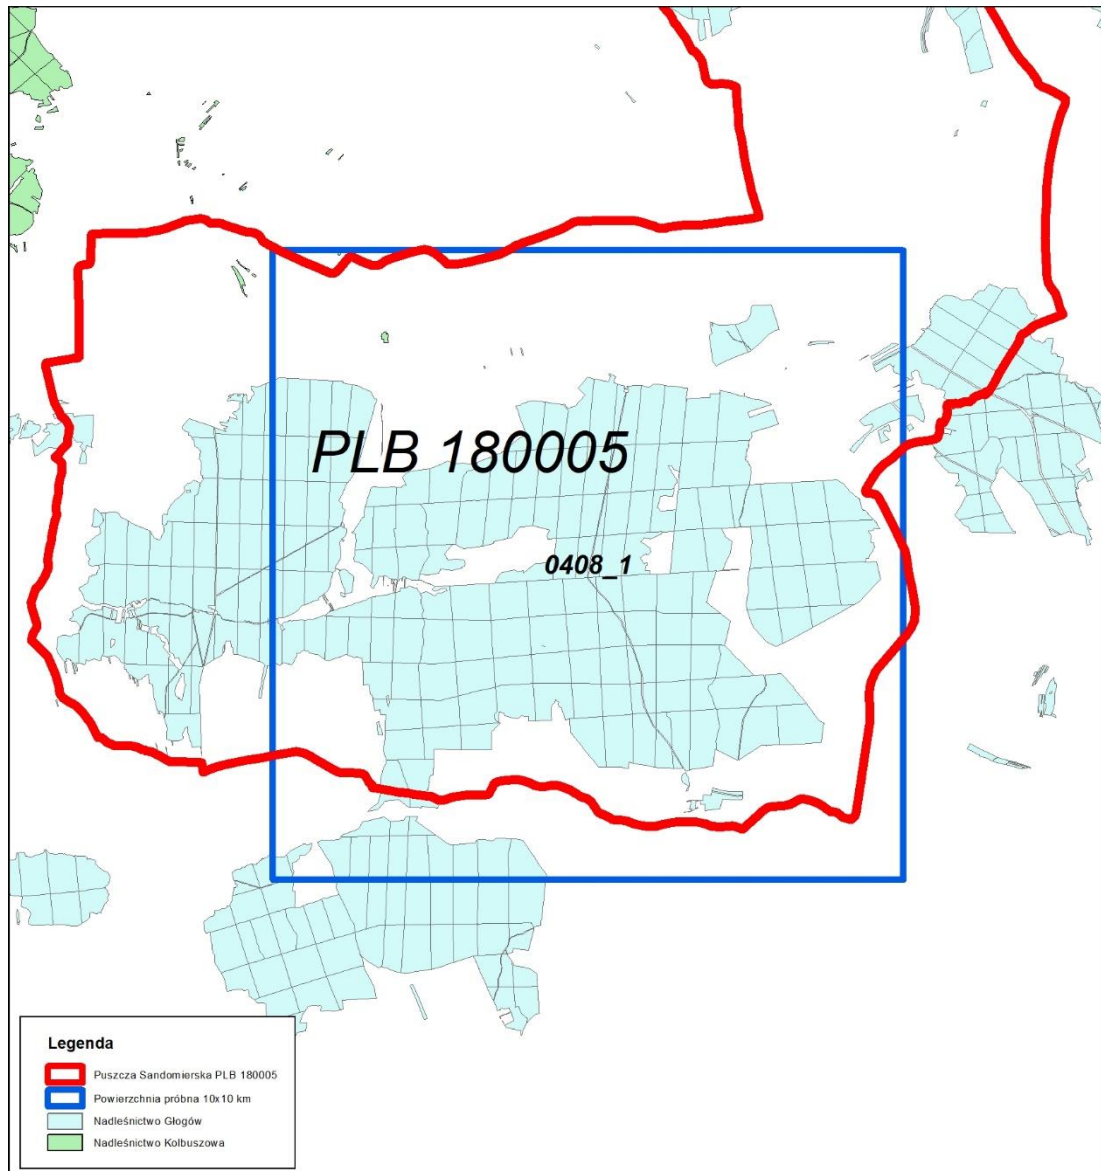 PLB 180005
0408_1
Legenda
Puszcza Sandomierska PLB 180005
Powierzchnia próbna 10x10 km
Nadleśnictwo Głogów
Nadleśnictwo Kolbuszowa